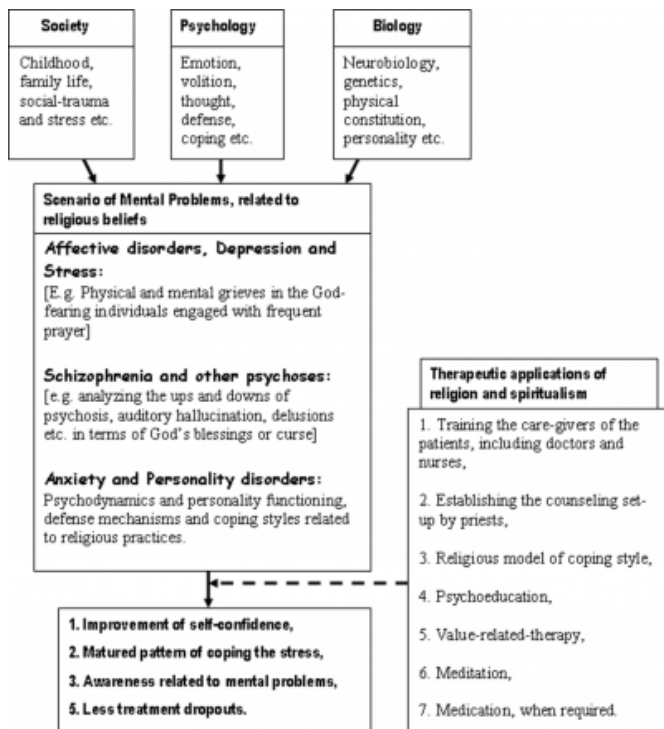 Society
Childhood,
family life,
social-trauma
and stress etc.
Psychology
Emotion,
volition,
thought,
defense,
coping etc.
Biology
Neurobiology,
genetics,
physical
constitution,
personality etc.
Scenario of Mental Problems, related to
religious beliefs
Affective disorders, Depression and
Stress:
[E.g. Physical and mental grieves in the God-
fearing individuals engaged with frequent
prayer]
Schizophrenia and other psychoses:
[e.g. analyzing the ups and downs of
psychosis, auditory hallucination, delusions
etc. in terms of God's blessings or curse]
Anxiety and Personality disorders:
Psychodynamics and personality functioning,
defense mechanisms and coping styles related
to religious practices.
Therapeutic applications of
religion and spiritualism
1. Training the care-givers of the
patients, including doctors and
nurses,
2. Establishing the counseling set-
up by priests,
3. Religious model of coping style,
4. Psychoeducation,
5. Value-related-therapy,
6. Meditation,
7. Medication, when required.
1. Improvement of self-confidence,
2. Matured pattern of coping the stress,
3. Awareness related to mental problems,
5. Less treatment dropouts.